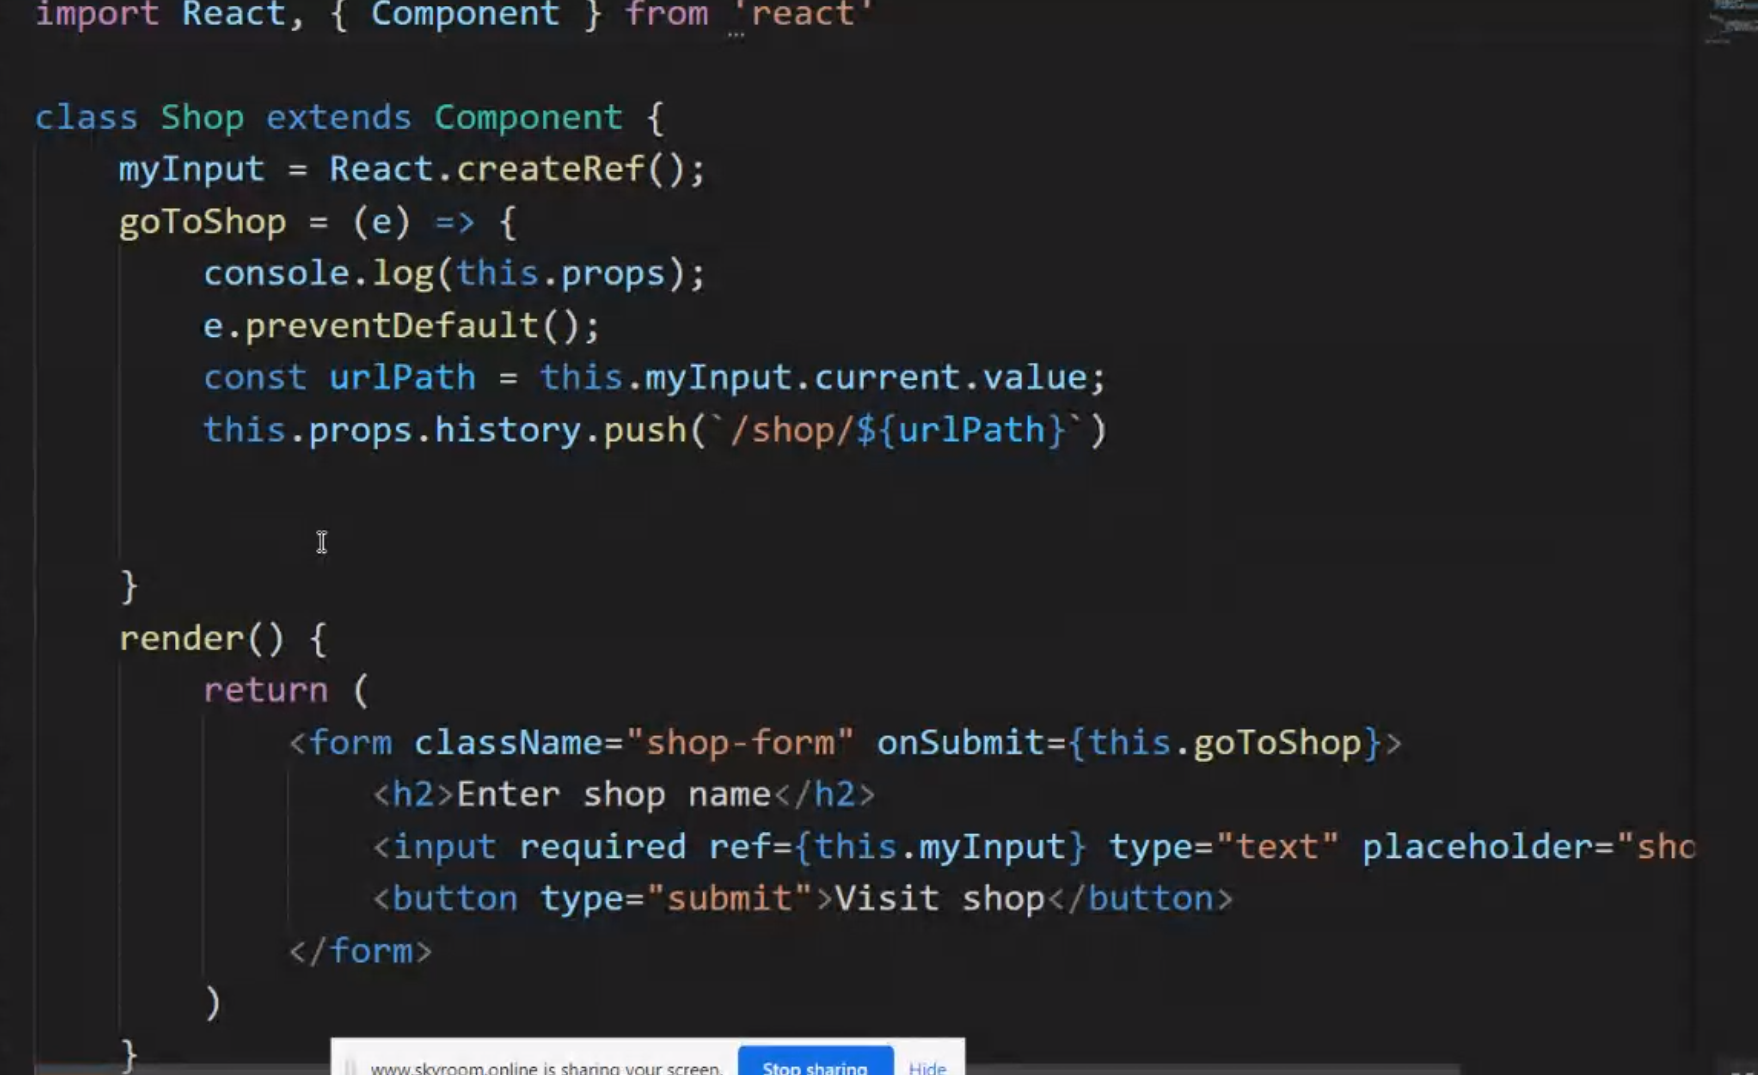 import React, { Component } from 'react'
class Shop extends Component {
myInput = React.createRef();
goToShop = (e) => {
console.log(this.props);
e.preventDefault();
const urlPath = this.myInput.current.value;
this.props.history.push(`/shop/${urlPath}`)
}
render() {
return (
<form className="shop-form" onSubmit={this.goToShop}>
<h2>Enter shop name</h2>
<input required ref={this.myInput} type="text" placeholder="sho
<button type="submit">Visit shop</button>
</form>
)
}
www.skyroom.online is sharing your screen. Stop sharing Hide